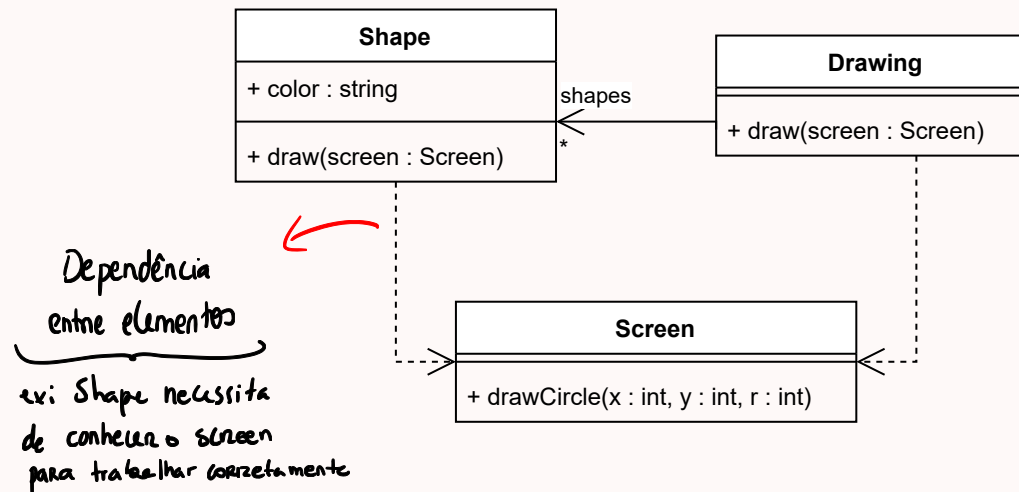 Shape
+ color : string
+ draw(screen : Screen)
shapes
*
Drawing
+ draw(screen : Screen)
Dependência
entre elementos
ex: Shape necessita
de conhecer o screen
para trabalhar corretamente
Screen
+ drawCircle(x : int, y : int, r : int)